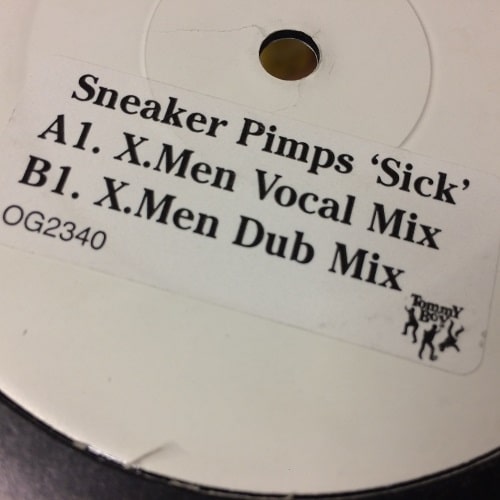 Sneaker Pimps ‘Sick’
A1. X.Men Vocal Mix
B1. X.Men Dub Mix
OG2340
Tommy
Boy